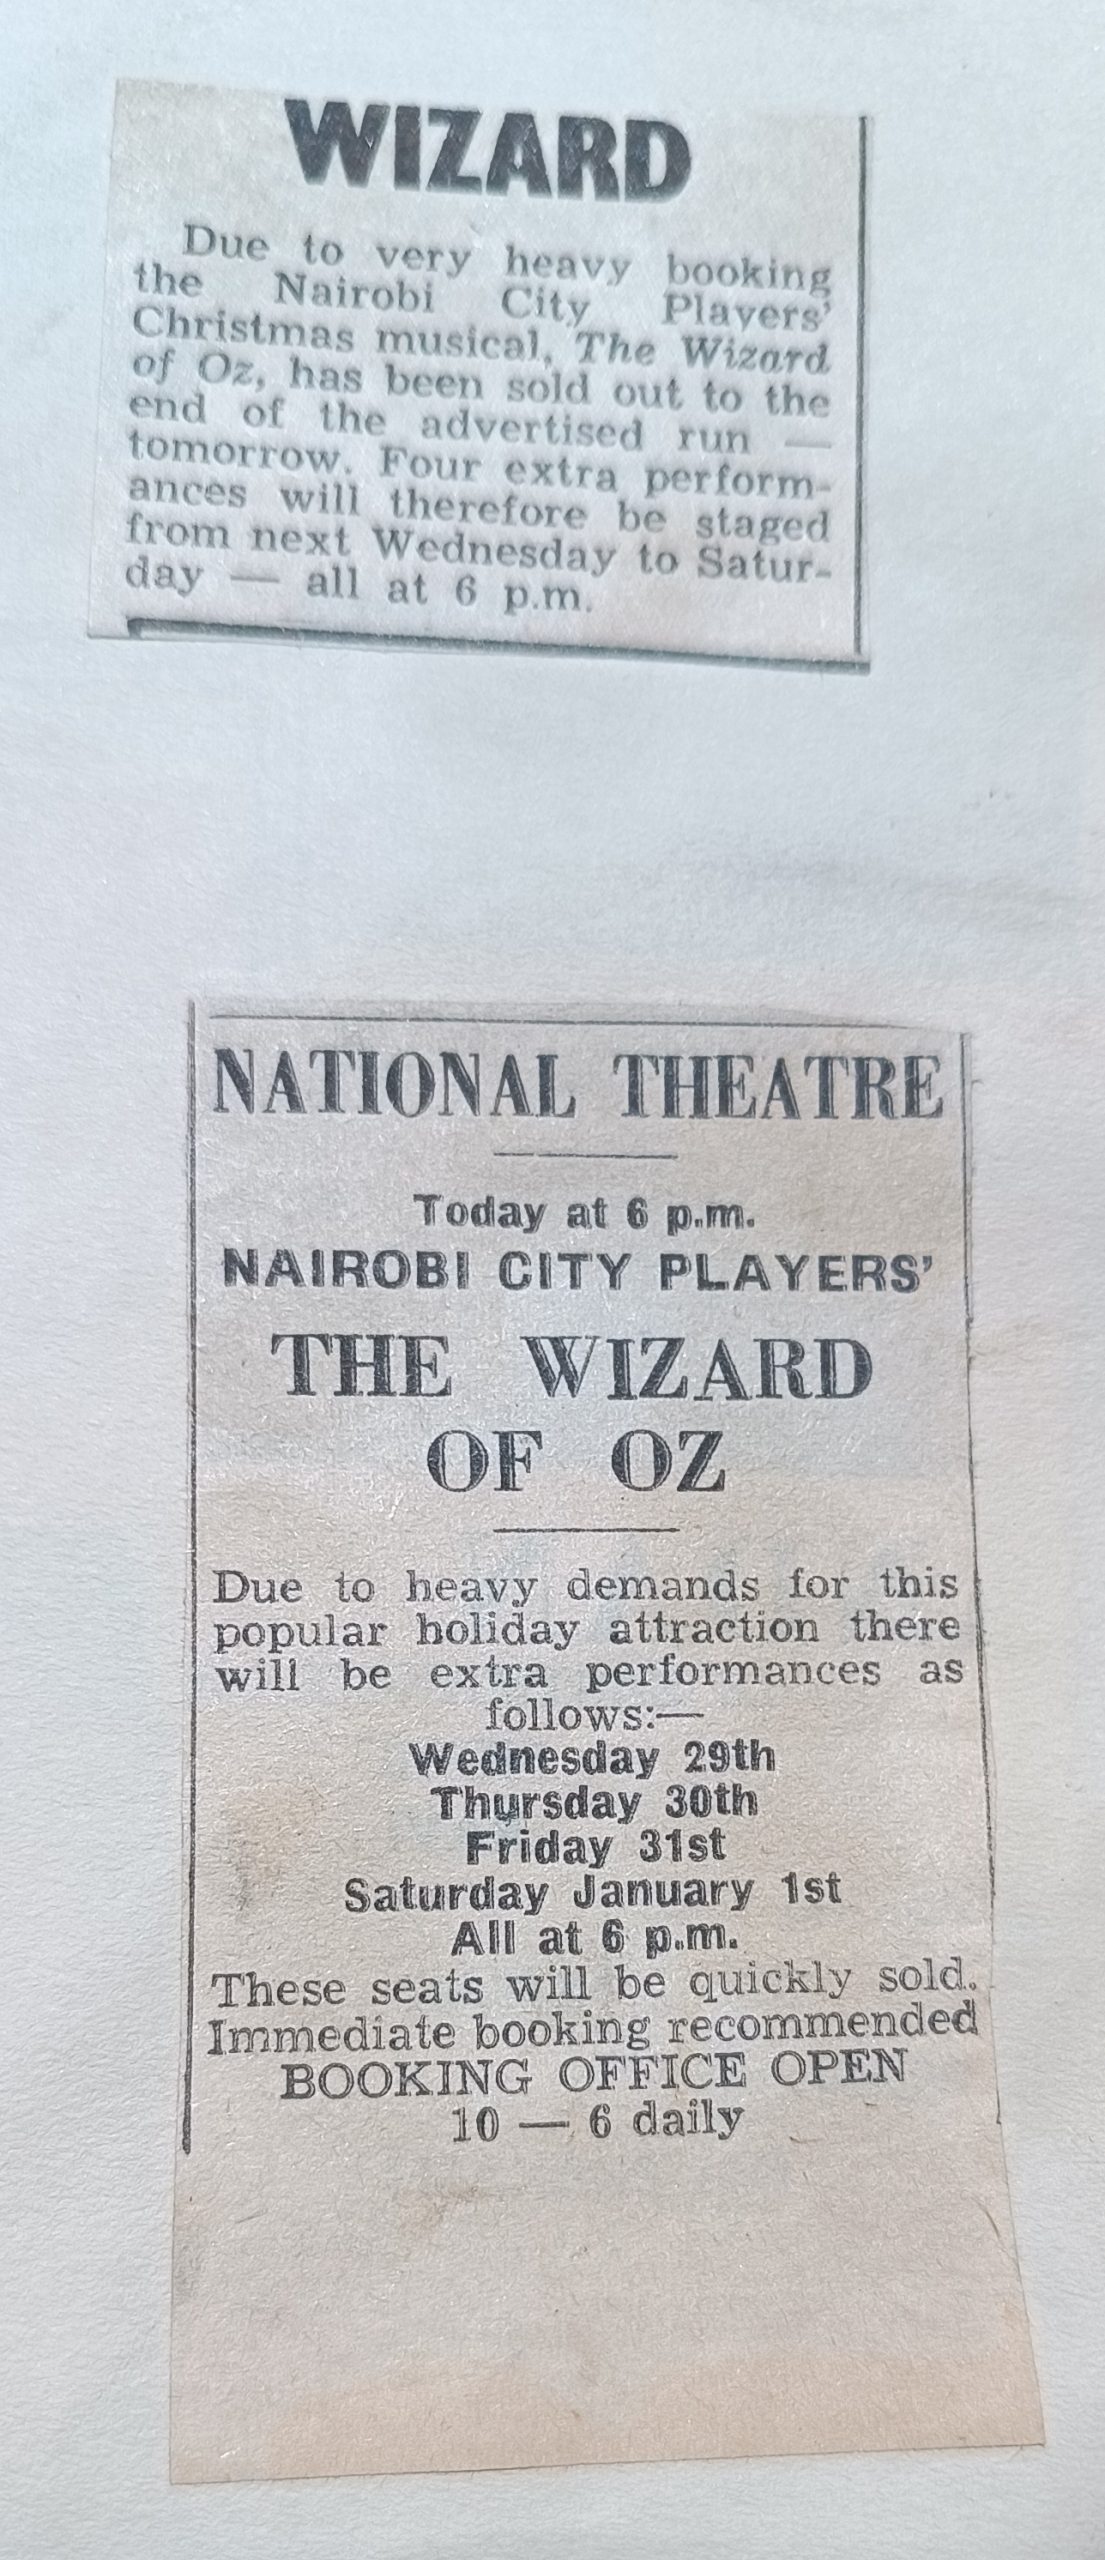 WIZARD
Due to very heavy booking
the Nairobi City Players'
Christmas musical, The Wizard
of Oz, has been sold out to the
end of the advertised run —
tomorrow. Four extra perform-
ances will therefore be staged
from next Wednesday to Satur-
day — all at 6 p.m.
NATIONAL THEATRE
Today at 6 p.m.
NAIROBI CITY PLAYERS'
THE WIZARD
OF OZ
Due to heavy demands for this
popular holiday attraction there
will be extra performances as
follows:—
Wednesday 29th
Thursday 30th
Friday 31st
Saturday January 1st
All at 6 p.m.
These seats will be quickly sold.
Immediate booking recommended
BOOKING OFFICE OPEN
10 — 6 daily